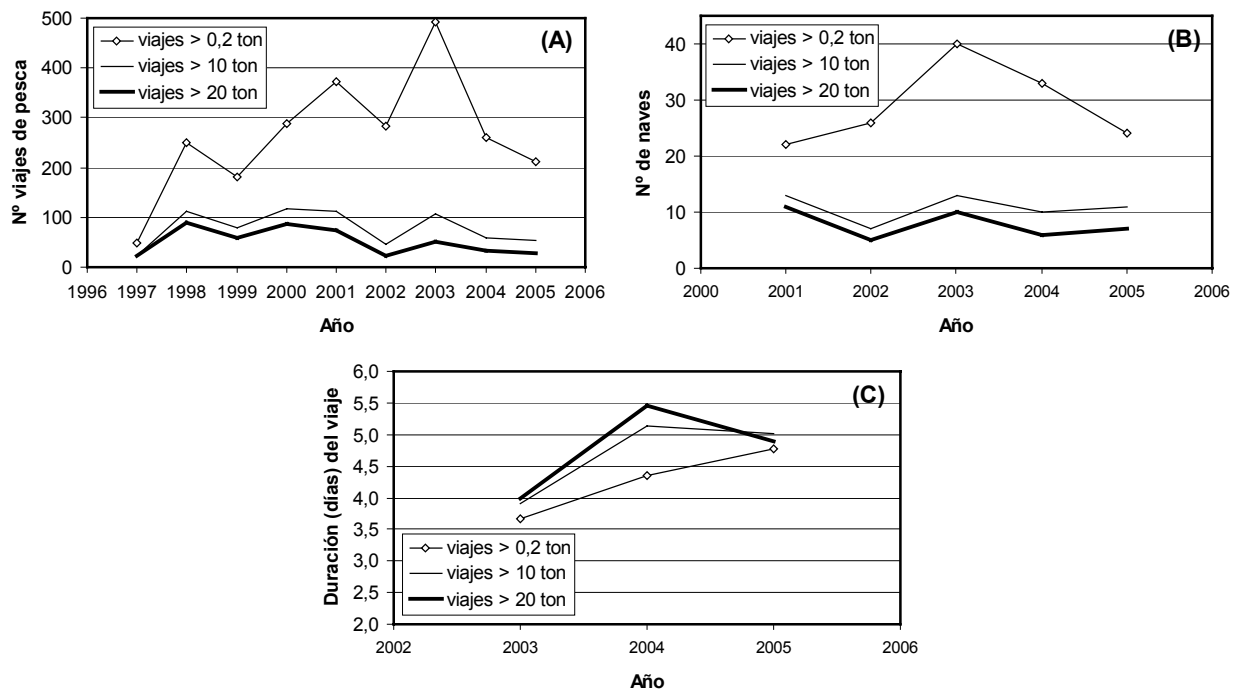 (A)
viajes > 0,2 ton
viajes > 10 ton
viajes > 20 ton
500
400
300
200
100
0
Nº viajes de pesca
1996 1997 1998 1999 2000 2001 2002 2003 2004 2005 2006
Año
(B)
viajes > 0,2 ton
viajes > 10 ton
viajes > 20 ton
40
30
20
10
0
Nº de naves
2000 2001 2002 2003 2004 2005 2006
Año
(C)
6,0
5,5
5,0
4,5
4,0
3,5
3,0
2,5
2,0
Duración (días) del viaje
viajes > 0,2 ton
viajes > 10 ton
viajes > 20 ton
2002 2003 2004 2005 2006
Año